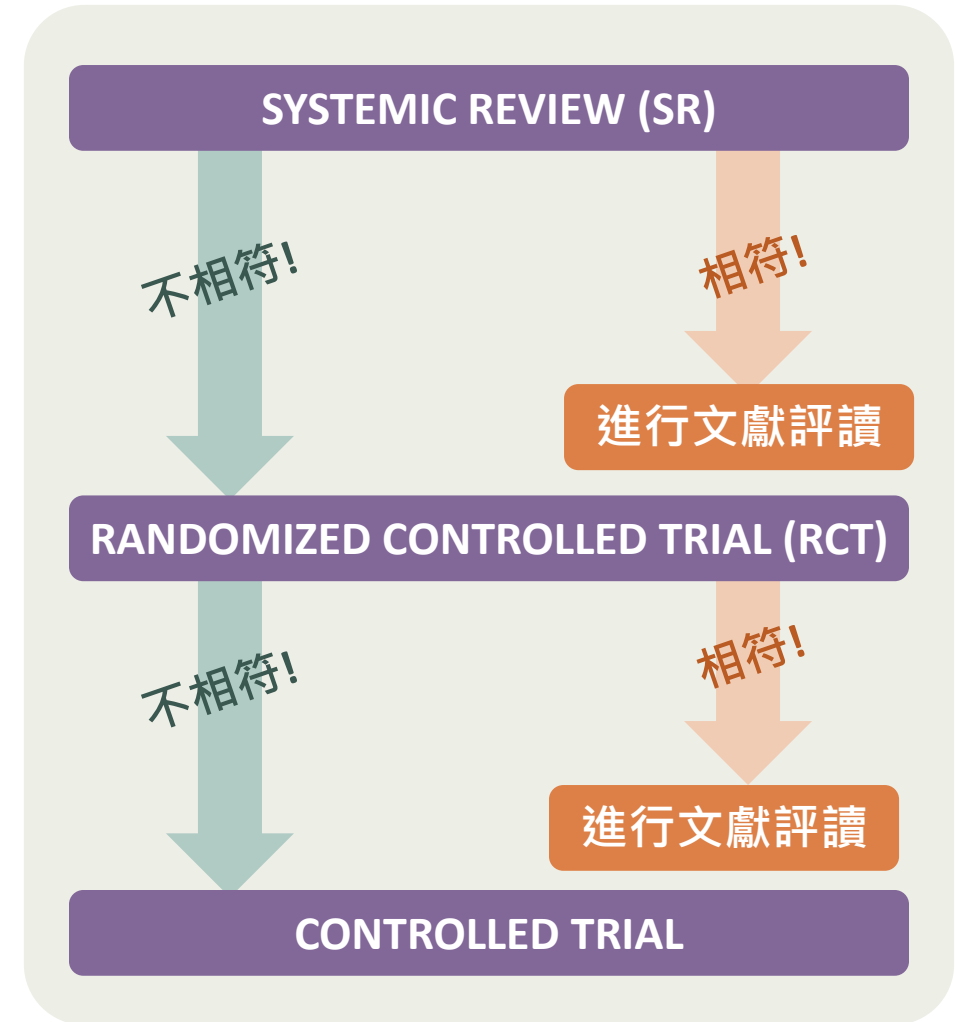 SYSTEMIC REVIEW (SR)
不相符!
相符!
進行文獻評讀
RANDOMIZED CONTROLLED TRIAL (RCT)
不相符!
相符!
進行文獻評讀
CONTROLLED TRIAL